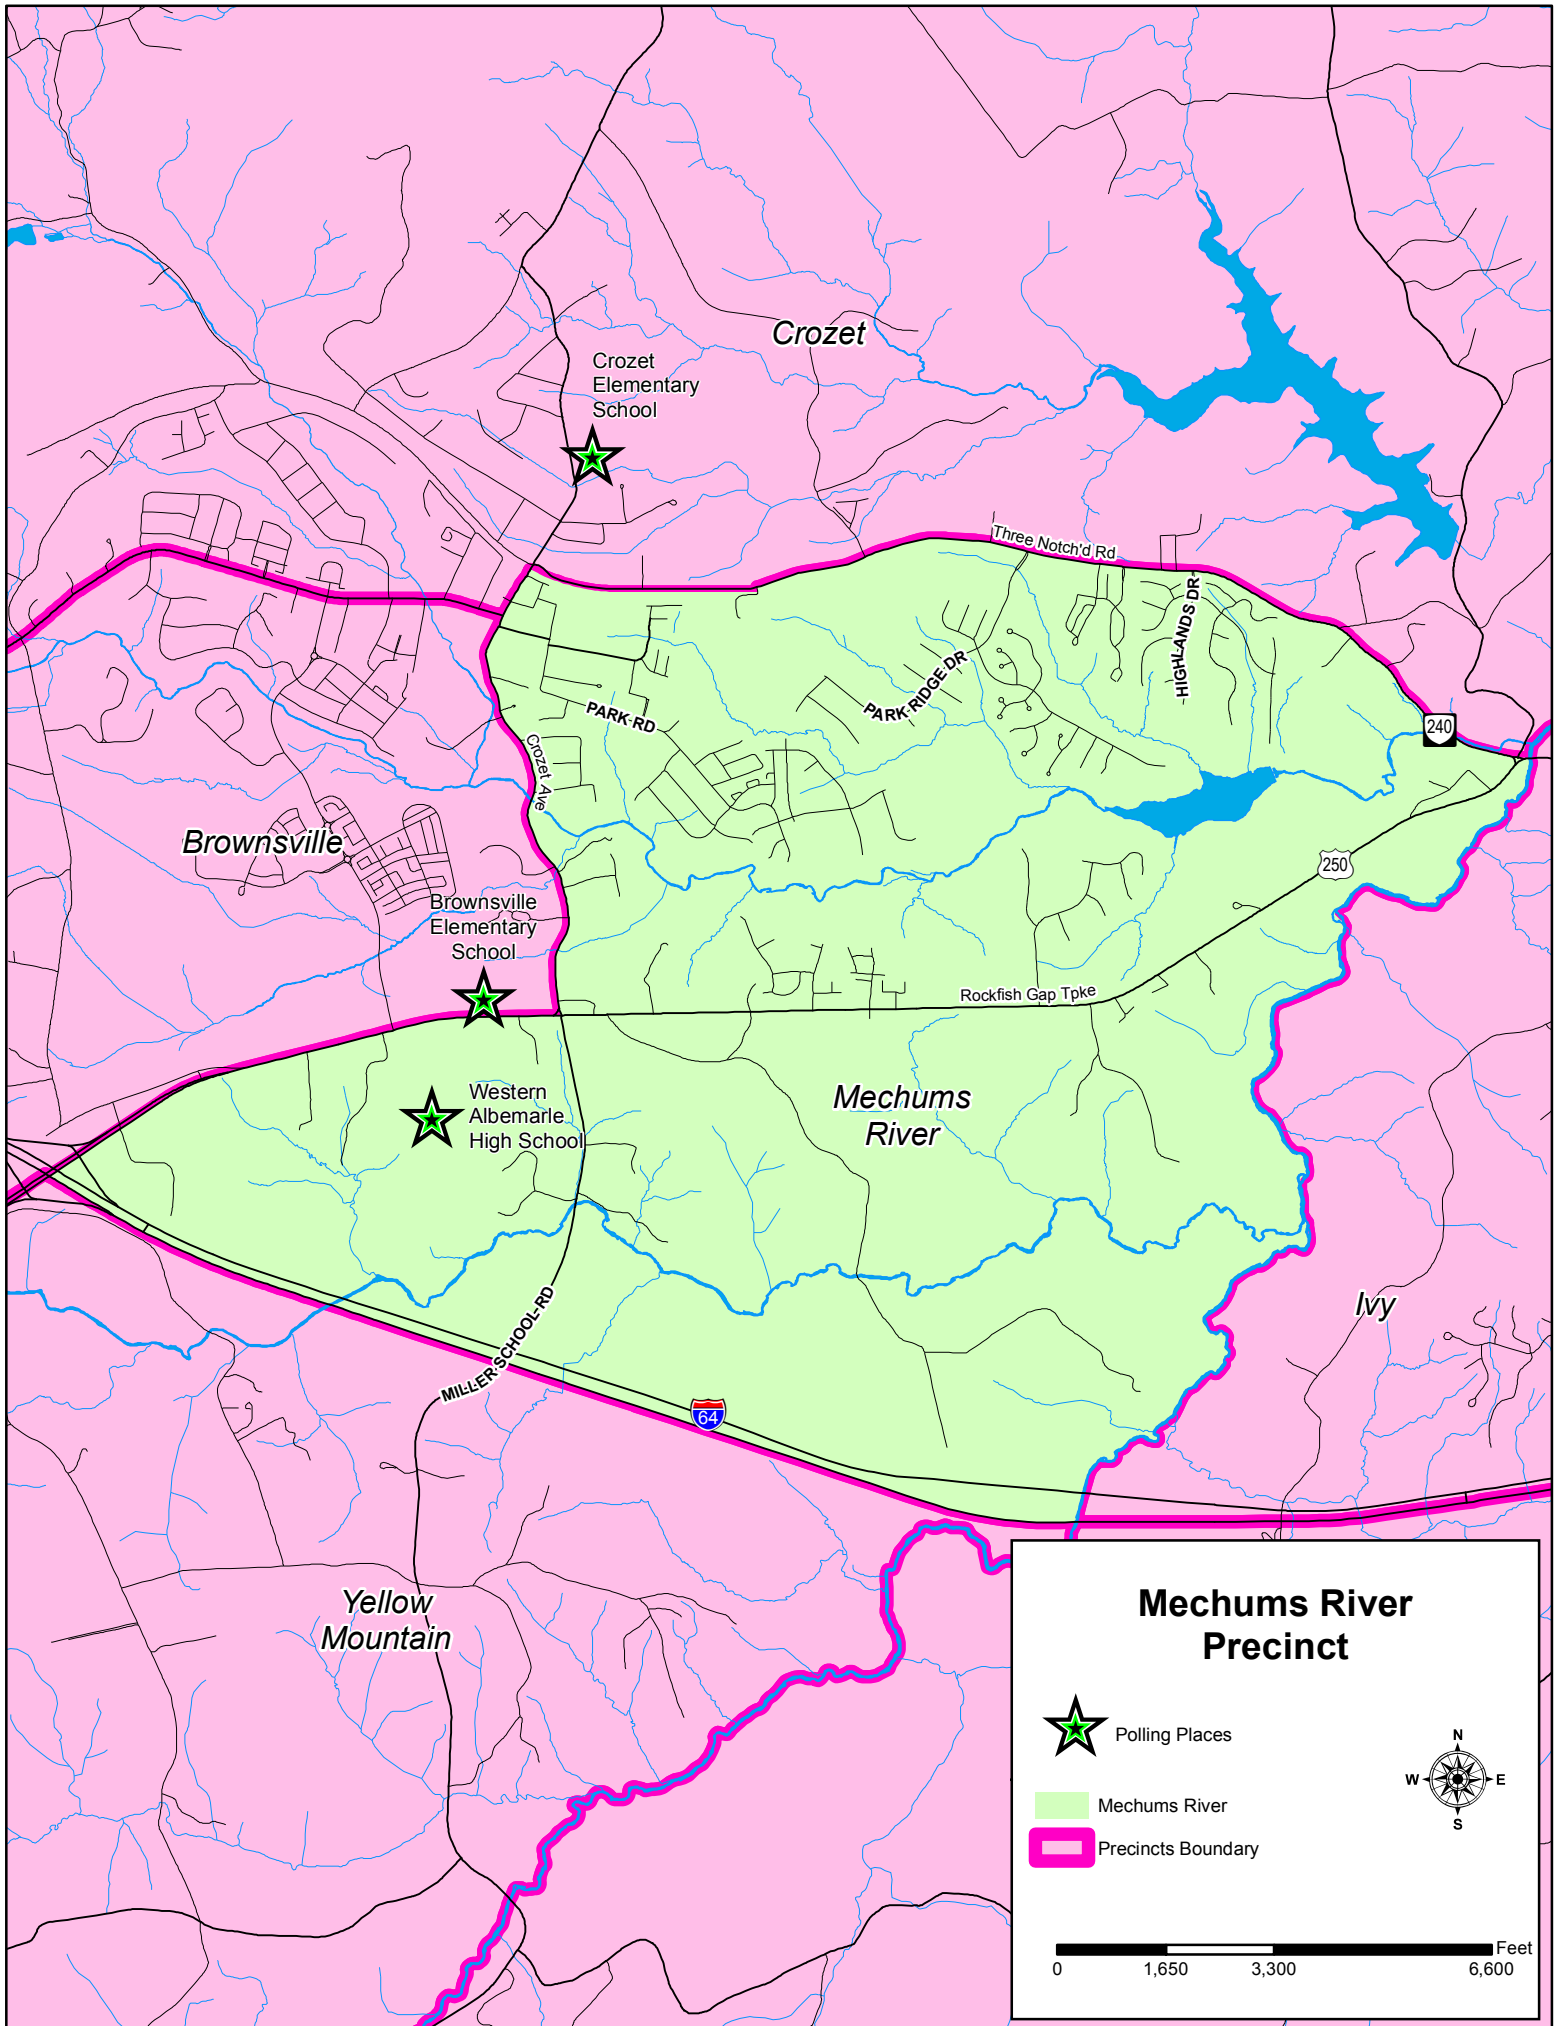 Crozet
Crozet
Elementary
School
Three Notch'd Rd
HIGHLANDS DR
PARK RIDGE DR
PARK RD
240
Crozet Ave
Brownsville
250
Brownsville
Elementary
School
Rockfish Gap Tpke
Western
Albemarle
High School
Mechums
River
Ivy
MILLER SCHOOL RD
64
Yellow
Mountain
Mechums River
Precinct
Polling Places
N
W
E
S
Mechums River
Precincts Boundary
Feet
0
1,650
3,300
6,600